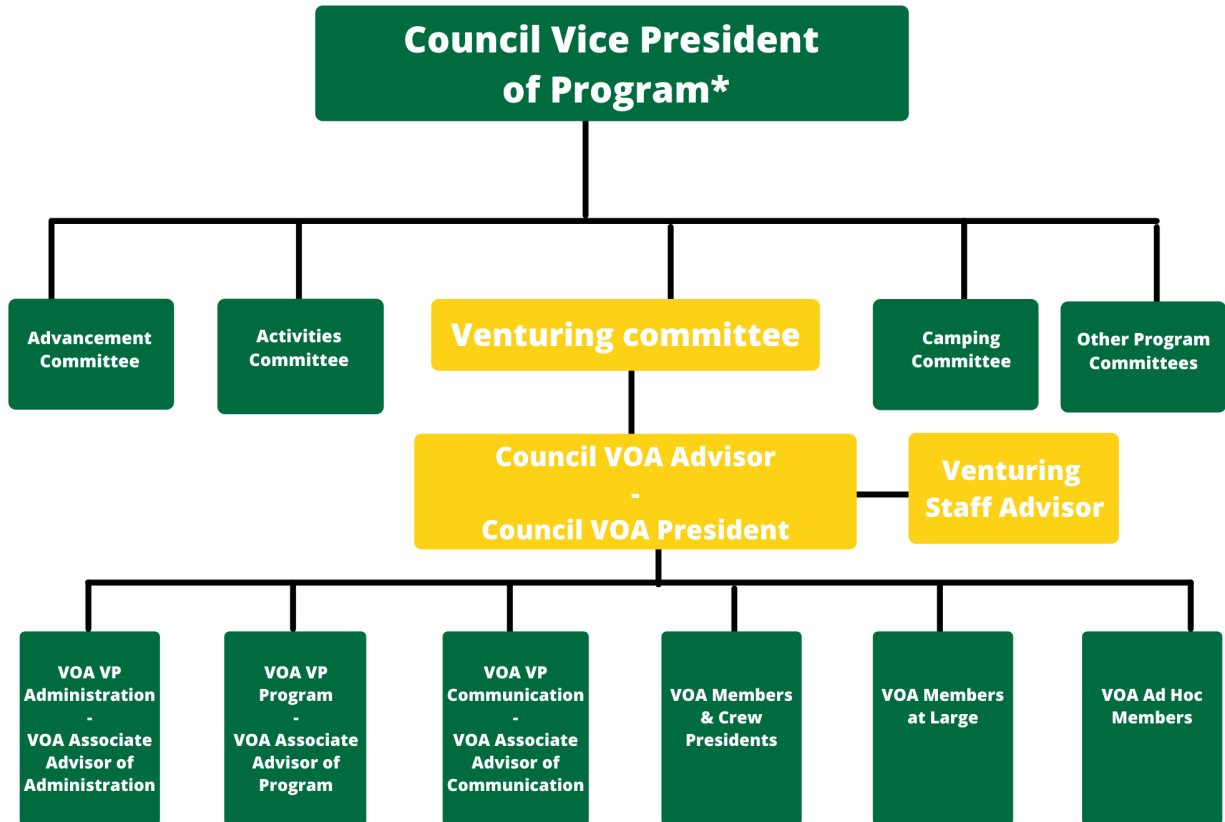 Council Vice President
of Program*
Advancement
Committee
Activities
Committee
Venturing committee
Camping
Committee
Other Program
Committees
Council VOA Advisor
-
Council VOA President
Venturing
Staff Advisor
VOA VP
Administration
-
VOA Associate
Advisor of
Administration
VOA VP
Program
-
VOA Associate
Advisor of
Program
VOA VP
Communication
-
VOA Associate
Advisor of
Communication
VOA Members
& Crew
Presidents
VOA Members
at Large
VOA Ad Hoc
Members